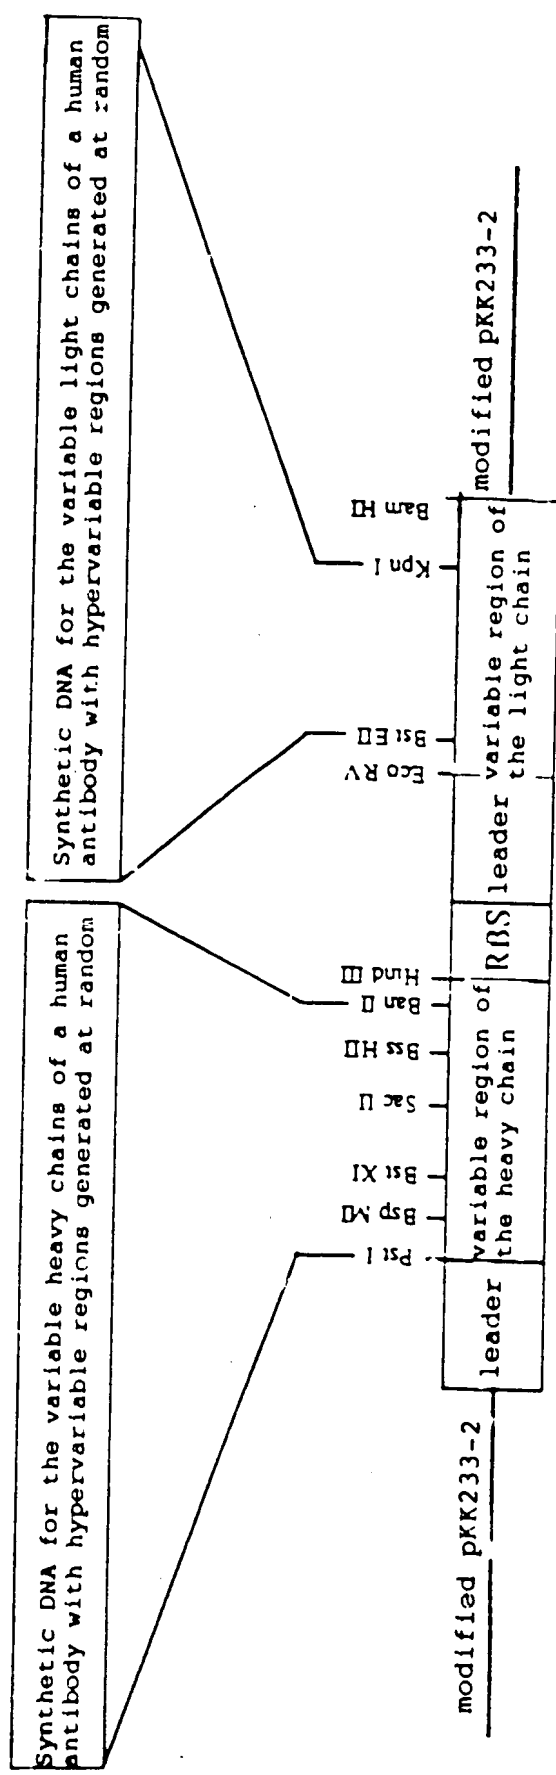 Synthetic DNA for the variable heavy chains of a human
antibody with hypervariable regions generated at random
Synthetic DNA for the variable light chains of a human
antibody with hypervariable regions generated at random
Pst I
Bsp MII
Bst XI
Sac II
Bss HII
Ban II
Hind III
Eco RV
Bst EII
Kpn I
Bam HI
modified pKK233-2
leader
variable region of
the heavy chain
RBS
leader
variable region of
the light chain
modified pKK233-2